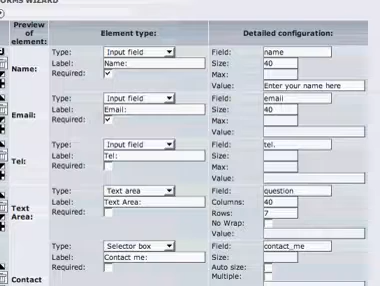 ORMS WIZARD
Preview of element: Element type: Detailed configuration:
Name:
Type: Input field Field: name
Label: Name: Size: 40
Required: Max:
Value: Enter your name here
Email:
Type: Input field Field: email
Label: Email: Size: 40
Required: Max:
Value:
Tel:
Type: Input field Field: tel.
Label: Tel: Size:
Required: Max:
Value:
Text Area:
Type: Text area Field: question
Label: Text Area: Columns: 40
Required: Rows: 7
No Wrap:
Value:
Contact
Type: Selector box Field: contact_me
Label: Contact me: Size:
Required: Auto size:
Multiple: